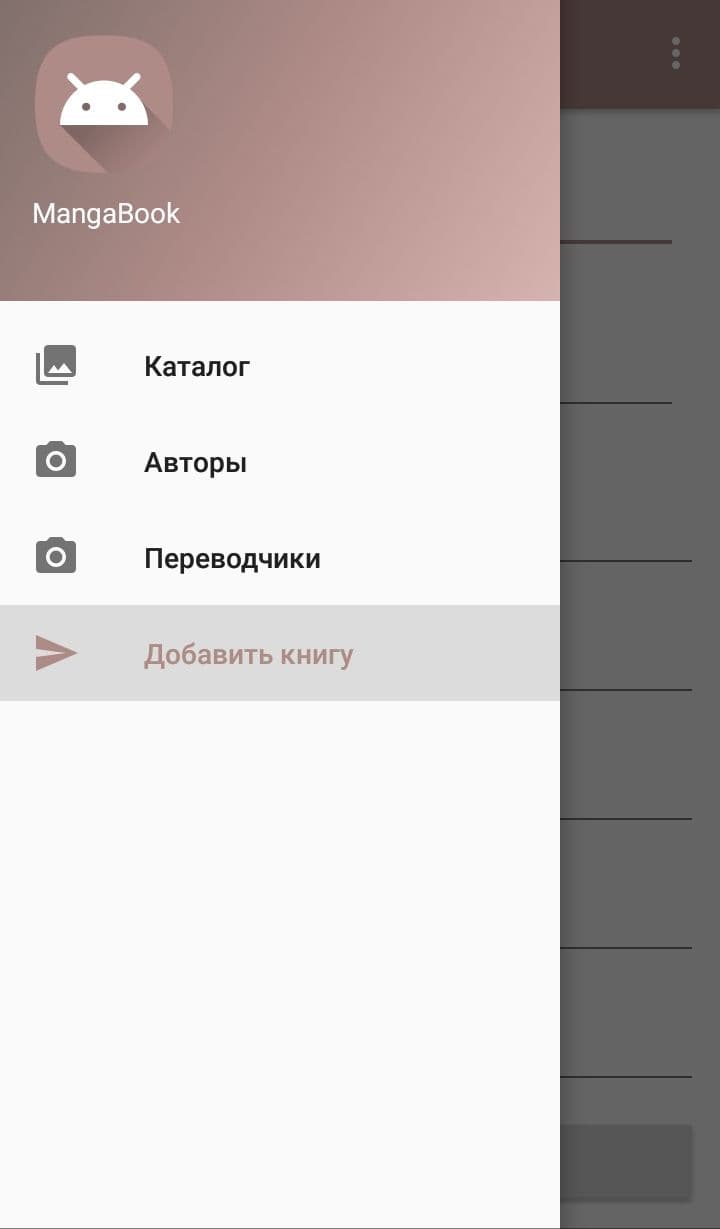 MangaBook
Каталог
Авторы
Переводчики
Добавить книгу